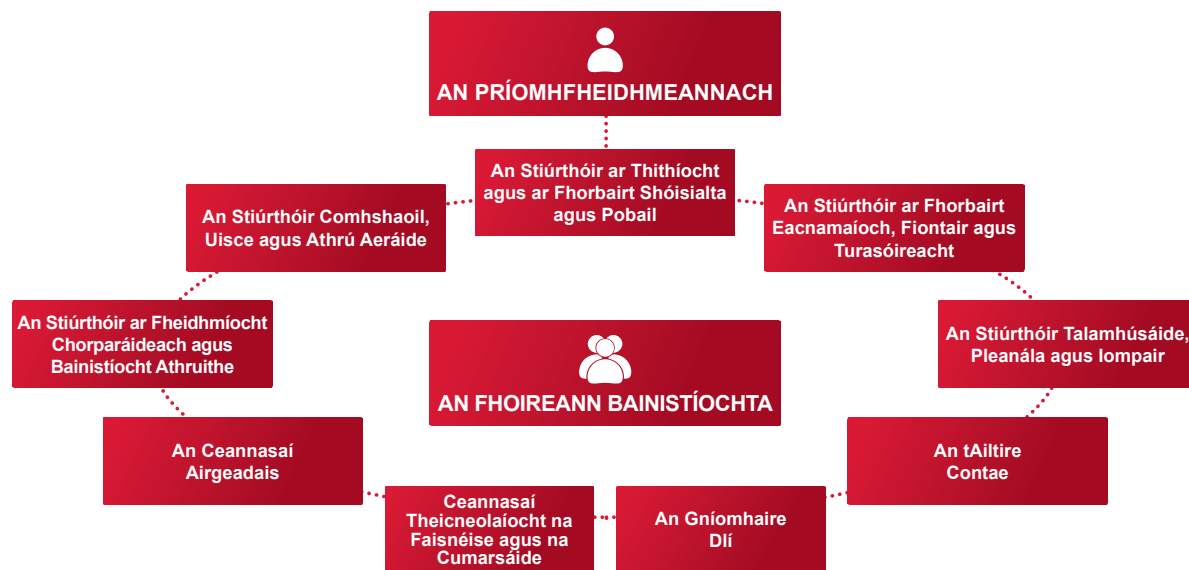 AN PRÍOMHFHEIDHMEANNACH
An Stiúrthóir ar Thithíocht
agus ar Fhorbairt Shóisialta
agus Pobail
An Stiúrthóir Comhshaoil,
Uisce agus Athrú Aeráide
An Stiúrthóir ar Fhorbairt
Eacnamaíoch, Fiontair agus
Turasóireacht
An Stiúrthóir ar Fheidhmíocht
Chorparáideach agus
Bainistíocht Athruithe
AN FHOIREANN BAINISTÍOCHTA
An Stiúrthóir Talamhúsáide,
Pleanála agus Iompair
An Ceannasaí
Airgeadais
An tAiltire
Contae
Ceannasaí
Theicneolaíocht na
Faisnéise agus na
Cumarsáide
An Gníomhaire
Dlí